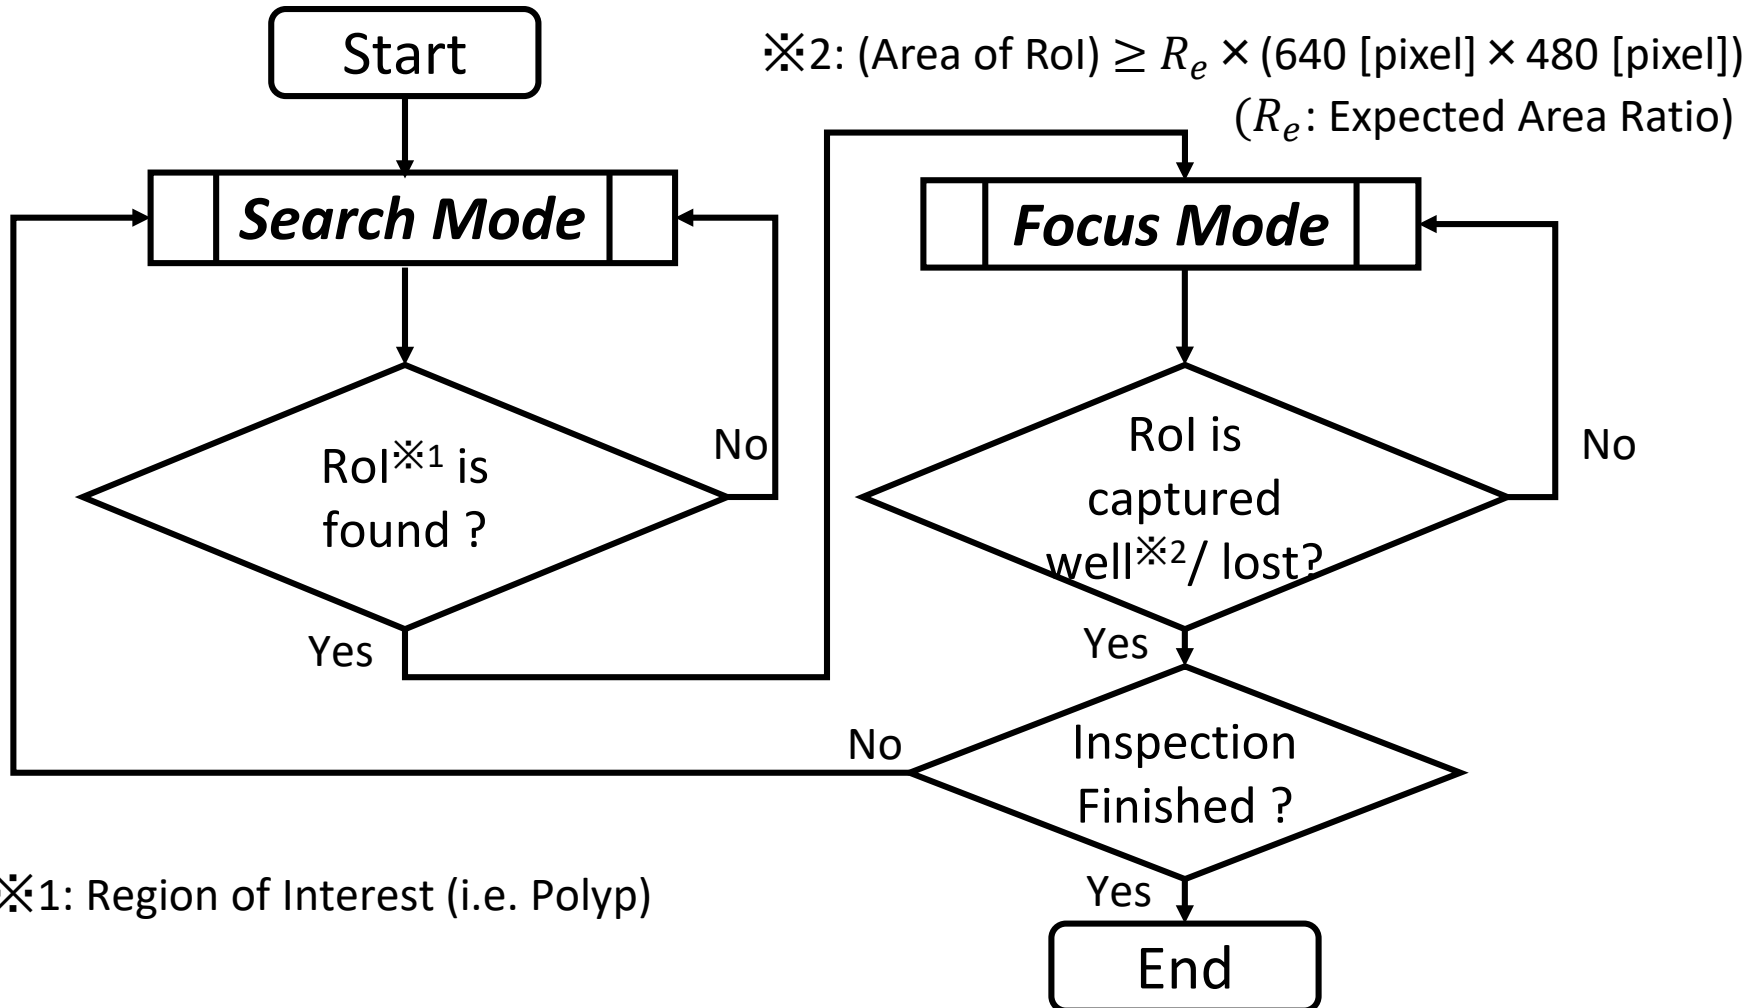 Start
※2: (Area of RoI) ≥ Rₑ × (640 [pixel] × 480 [pixel])
(Rₑ: Expected Area Ratio)
Search Mode
Focus Mode
RoI※1 is
found ?
No
Yes
RoI is
captured
well※2/ lost?
No
Yes
Inspection
Finished ?
No
Yes
※1: Region of Interest (i.e. Polyp)
End